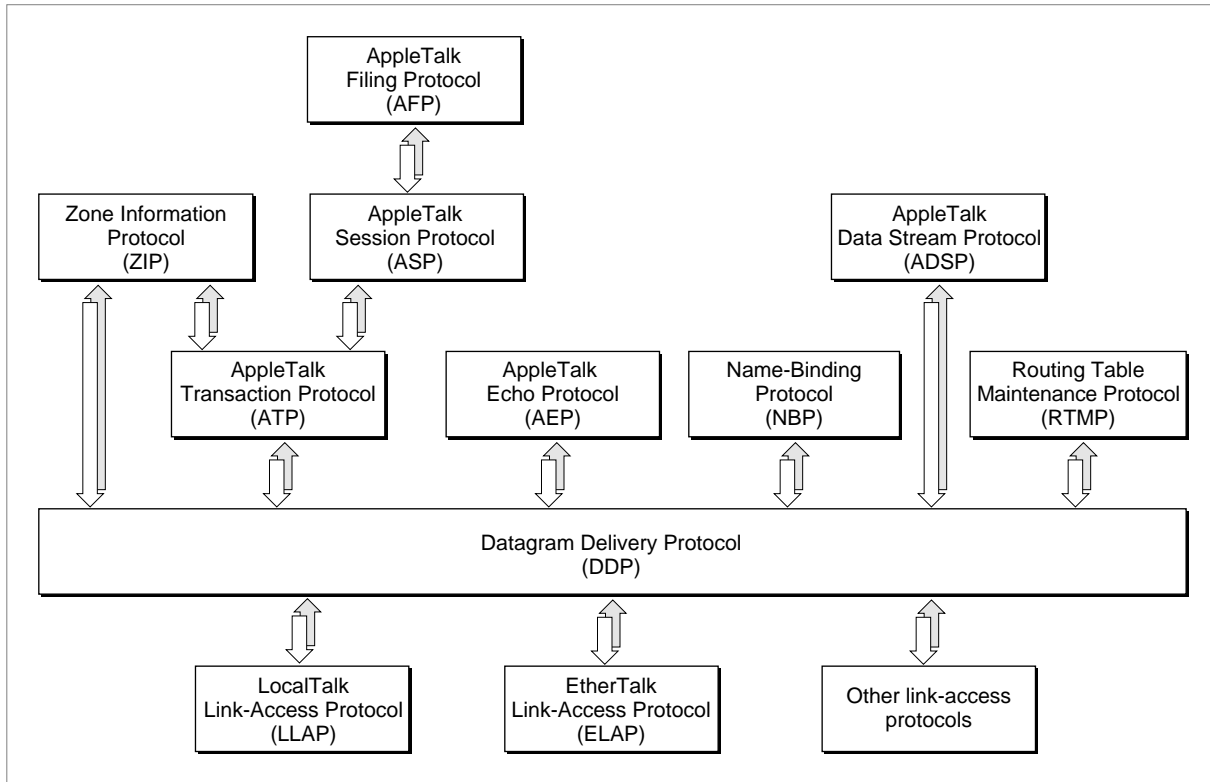 AppleTalk
Filing Protocol
(AFP)
Zone Information
Protocol
(ZIP)
AppleTalk
Session Protocol
(ASP)
AppleTalk
Data Stream Protocol
(ADSP)
AppleTalk
Transaction Protocol
(ATP)
AppleTalk
Echo Protocol
(AEP)
Name-Binding
Protocol
(NBP)
Routing Table
Maintenance Protocol
(RTMP)
Datagram Delivery Protocol
(DDP)
LocalTalk
Link-Access Protocol
(LLAP)
EtherTalk
Link-Access Protocol
(ELAP)
Other link-access
protocols